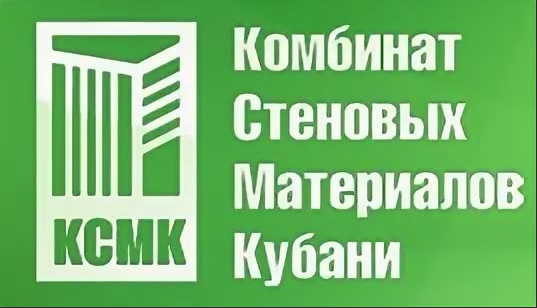 КСМК
Комбинат
Стеновых
Материалов
Кубани